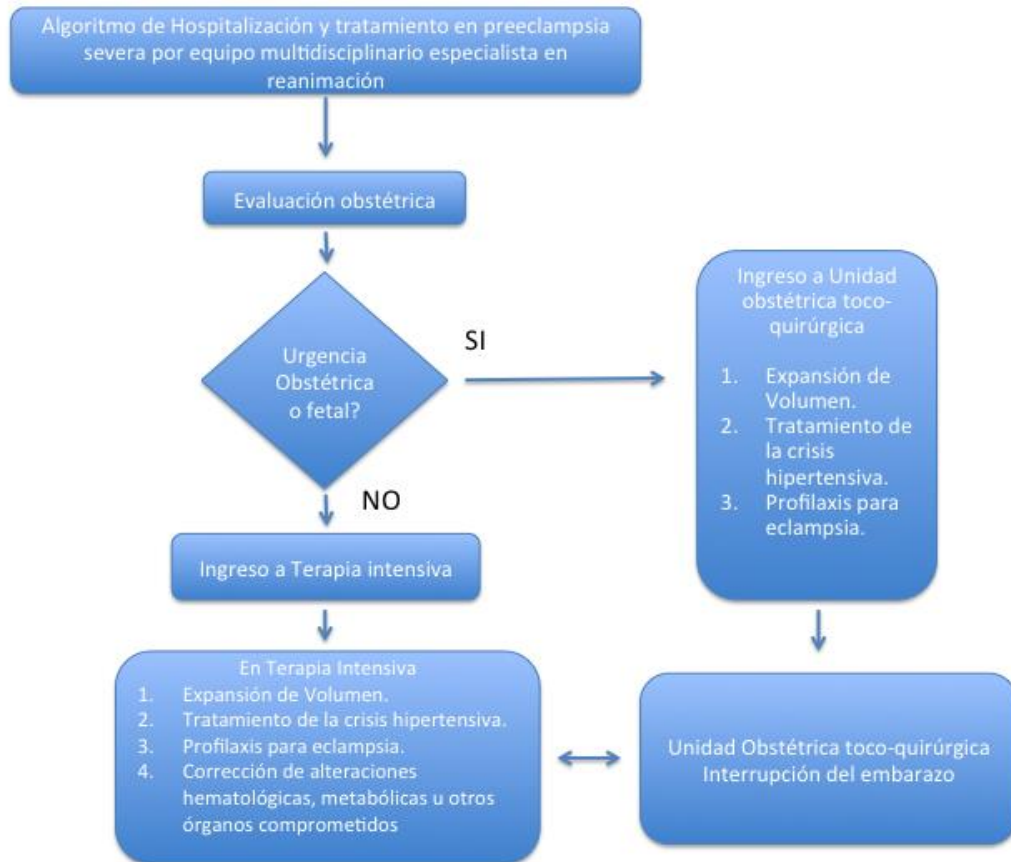 Algoritmo de Hospitalización y tratamiento en preeclampsia
severa por equipo multidisciplinario especialista en
reanimación
Evaluación obstétrica
Urgencia
Obstétrica
o fetal?
SI
Ingreso a Unidad
obstétrica toco-
quirúrgica
1. Expansión de
Volumen.
2. Tratamiento de
la crisis
hipertensiva.
3. Profilaxis para
eclampsia.
NO
Ingreso a Terapia intensiva
En Terapia Intensiva
1. Expansión de Volumen.
2. Tratamiento de la crisis hipertensiva.
3. Profilaxis para eclampsia.
4. Corrección de alteraciones
hematológicas, metabólicas u otros
órganos comprometidos
Unidad Obstétrica toco-quirúrgica
Interrupción del embarazo